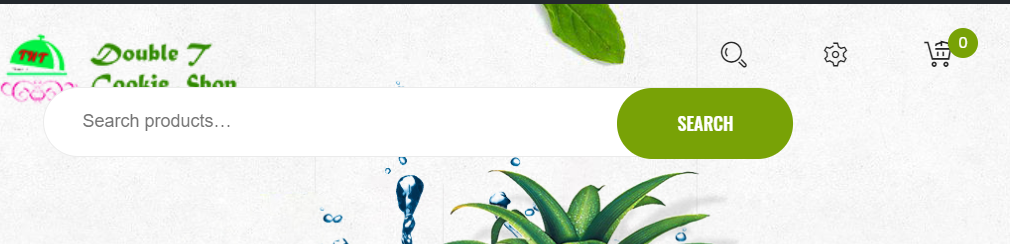 TNT
Double T
Cookie Shop
0
Search products...
SEARCH